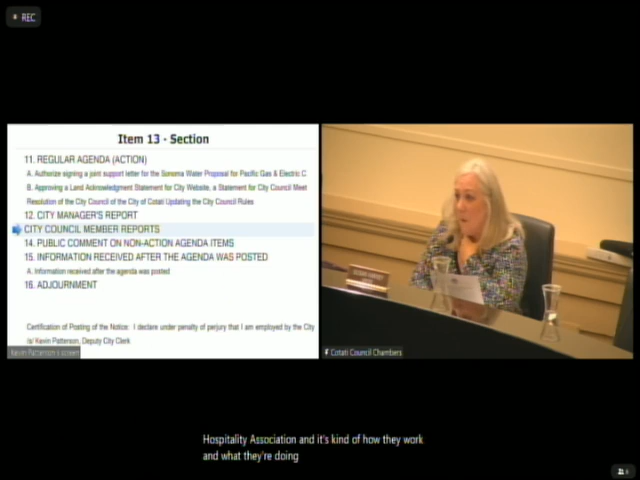 REC
Item 13 - Section
11. REGULAR AGENDA (ACTION)
A. Authorize signing a joint support letter for the Sonoma Water Proposal for Pacific Gas & Electric C
B. Approving a Land Acknowledgment Statement for City Website, a Statement for City Council Meet
Resolution of the City Council of the City of Cotati Updating the City Council Rules
12. CITY MANAGER'S REPORT
CITY COUNCIL MEMBER REPORTS
14. PUBLIC COMMENT ON NON-ACTION AGENDA ITEMS
15. INFORMATION RECEIVED AFTER THE AGENDA WAS POSTED
A. Information received after the agenda was posted
16. ADJOURNMENT
Certification of Posting of the Notice: I declare under penalty of perjury that I am employed by the City
/s/ Kevin Patterson, Deputy City Clerk
Kevin Patterson's screen
Cotati Council Chambers
Hospitality Association and it's kind of how they work
and what they're doing